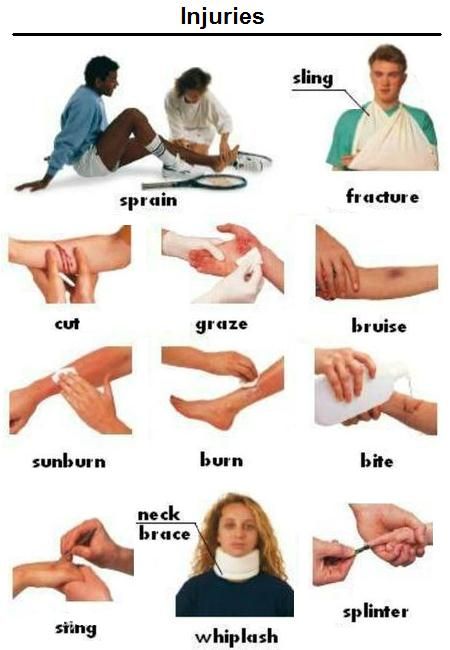 Injuries
sling
sprain
fracture
cut
graze
bruise
sunburn
burn
bite
neck
brace
sting
whiplash
splinter